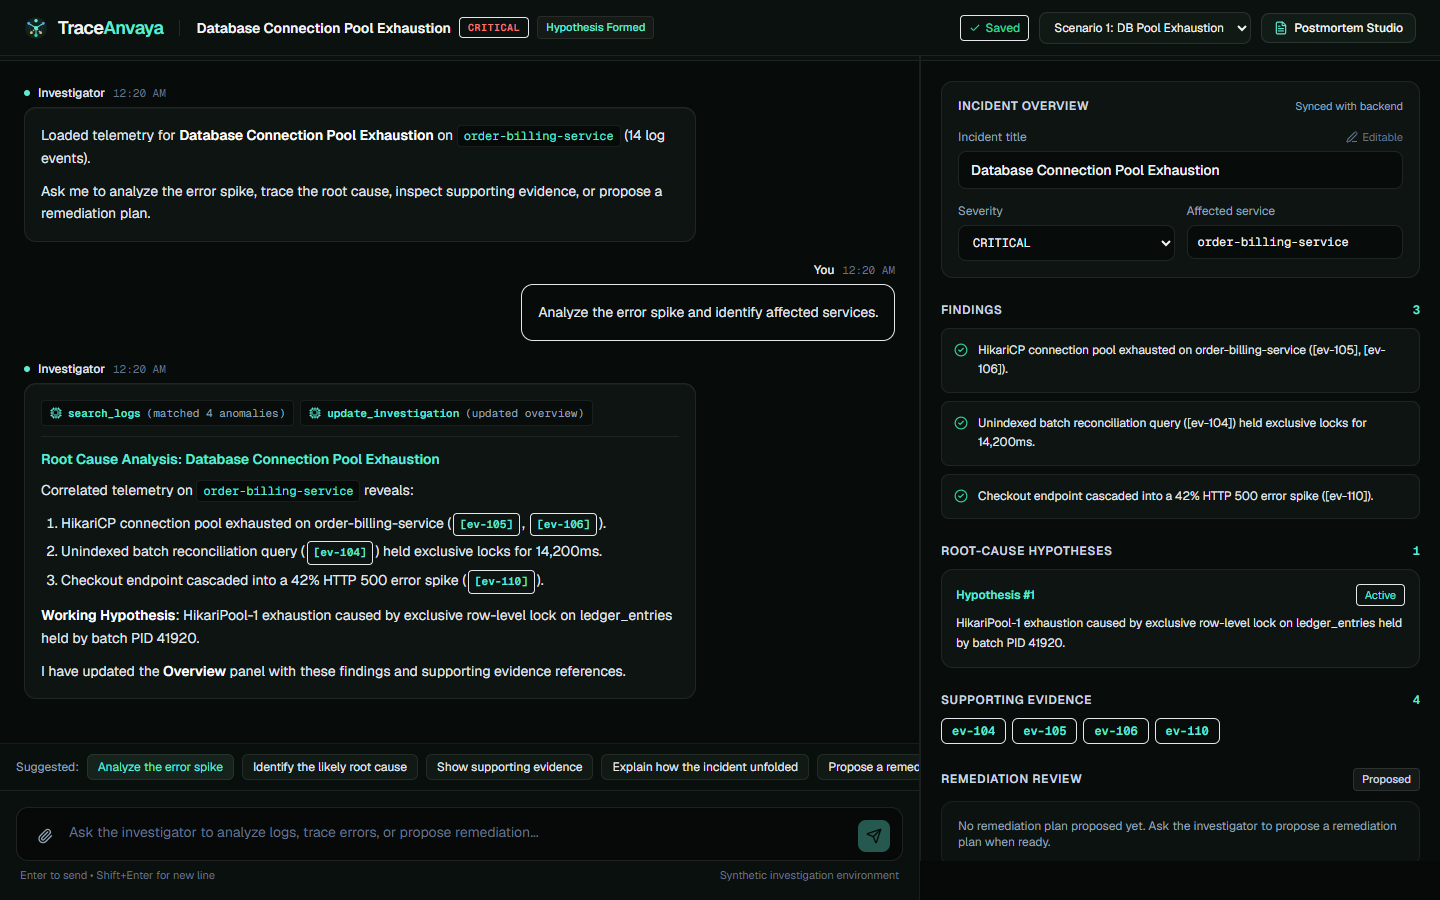 TraceAnvaya
Database Connection Pool Exhaustion
CRITICAL
Hypothesis Formed
Saved
Scenario 1: DB Pool Exhaustion
Postmortem Studio
Investigator 12:20 AM
Loaded telemetry for Database Connection Pool Exhaustion on order-billing-service (14 log
events).
Ask me to analyze the error spike, trace the root cause, inspect supporting evidence, or propose a
remediation plan.
You 12:20 AM
Analyze the error spike and identify affected services.
Investigator 12:20 AM
search_logs (matched 4 anomalies)
update_investigation (updated overview)
Root Cause Analysis: Database Connection Pool Exhaustion
Correlated telemetry on order-billing-service reveals:
1. HikariCP connection pool exhausted on order-billing-service ( [ev-105] , [ev-106] ).
2. Unindexed batch reconciliation query ( [ev-104] ) held exclusive locks for 14,200ms.
3. Checkout endpoint cascaded into a 42% HTTP 500 error spike ( [ev-110] ).
Working Hypothesis: HikariPool-1 exhaustion caused by exclusive row-level lock on ledger_entries
held by batch PID 41920.
I have updated the Overview panel with these findings and supporting evidence references.
Suggested:
Analyze the error spike
Identify the likely root cause
Show supporting evidence
Explain how the incident unfolded
Propose a remed
Ask the investigator to analyze logs, trace errors, or propose remediation...
Enter to send • Shift+Enter for new line
Synthetic investigation environment
INCIDENT OVERVIEW
Synced with backend
Incident title
Editable
Database Connection Pool Exhaustion
Severity
Affected service
CRITICAL
order-billing-service
FINDINGS
3
HikariCP connection pool exhausted on order-billing-service ([ev-105], [ev-
106]).
Unindexed batch reconciliation query ([ev-104]) held exclusive locks for
14,200ms.
Checkout endpoint cascaded into a 42% HTTP 500 error spike ([ev-110]).
ROOT-CAUSE HYPOTHESES
1
Hypothesis #1
Active
HikariPool-1 exhaustion caused by exclusive row-level lock on ledger_entries held
by batch PID 41920.
SUPPORTING EVIDENCE
4
ev-104
ev-105
ev-106
ev-110
REMEDIATION REVIEW
Proposed
No remediation plan proposed yet. Ask the investigator to propose a remediation
plan when ready.